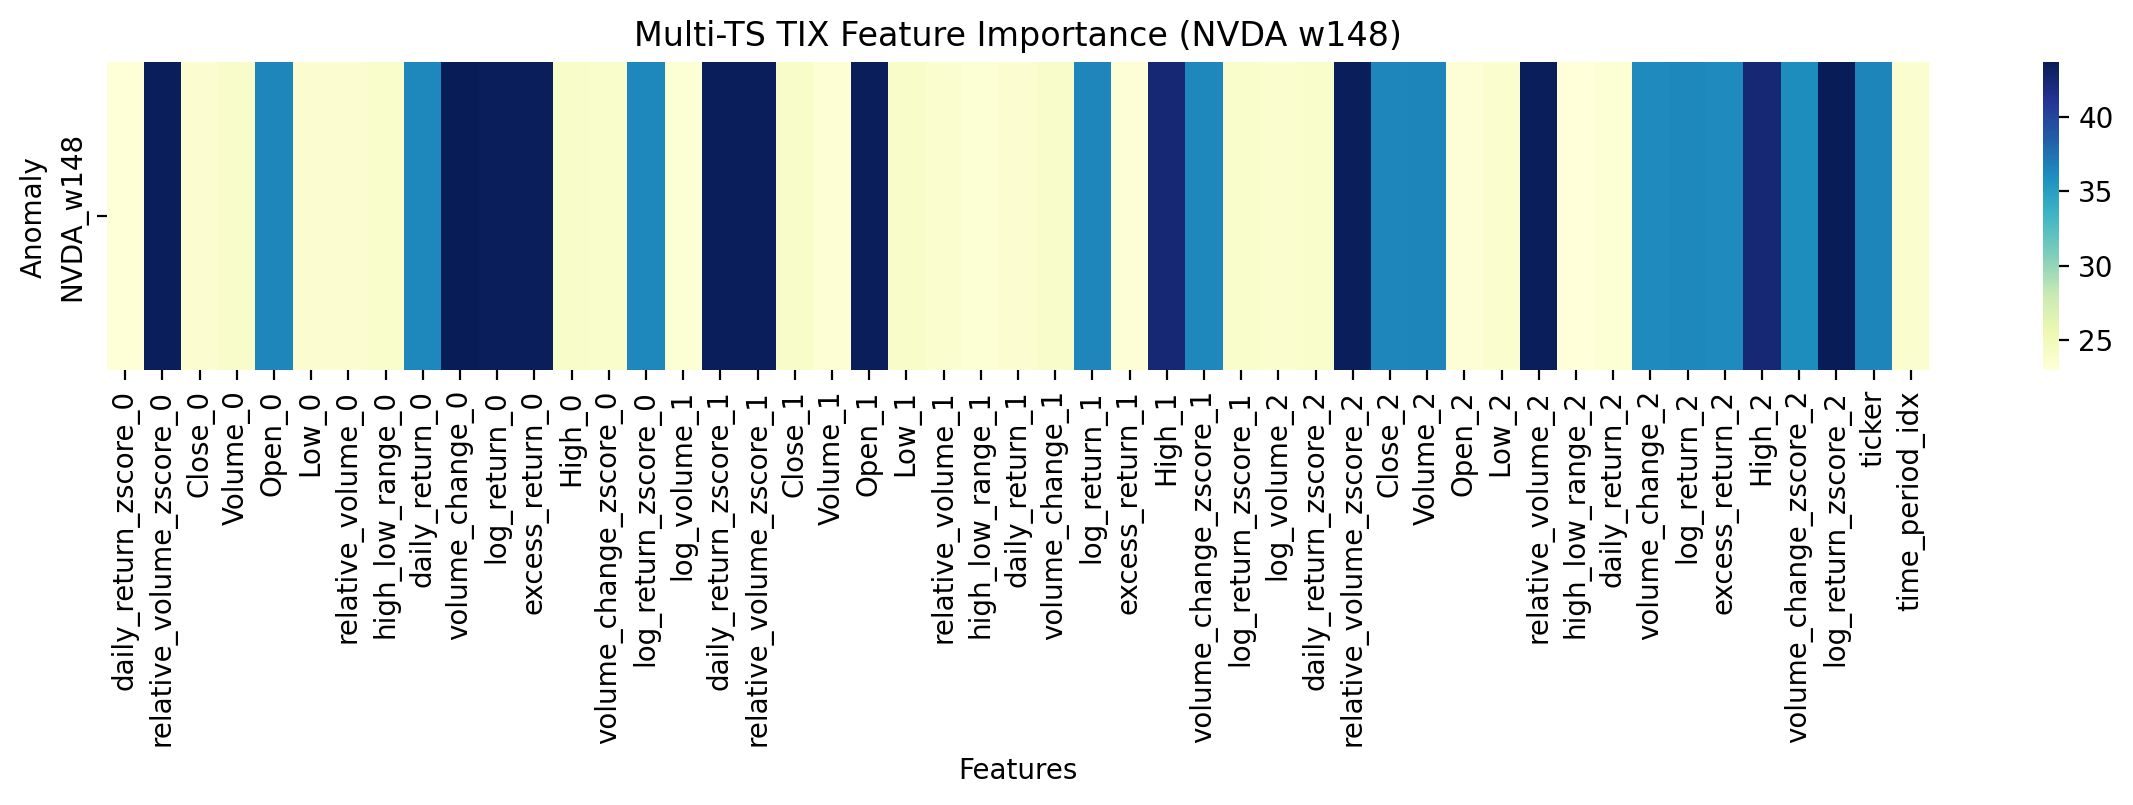 Multi-TS TIX Feature Importance (NVDA w148)
Anomaly
NVDA_w148
40
35
30
25
daily_return_zscore_0
relative_volume_zscore_0
Close_0
Volume_0
Open_0
Low_0
relative_volume_0
high_low_range_0
daily_return_0
volume_change_0
log_return_0
excess_return_0
High_0
volume_change_zscore_0
log_return_zscore_0
log_volume_1
daily_return_zscore_1
relative_volume_zscore_1
Close_1
Volume_1
Open_1
Low_1
relative_volume_1
high_low_range_1
daily_return_1
volume_change_1
log_return_1
excess_return_1
High_1
volume_change_zscore_1
log_return_zscore_1
log_volume_2
daily_return_zscore_2
relative_volume_zscore_2
Close_2
Volume_2
Open_2
Low_2
relative_volume_2
high_low_range_2
daily_return_2
volume_change_2
log_return_2
excess_return_2
High_2
volume_change_zscore_2
log_return_zscore_2
ticker
time_period_idx
Features